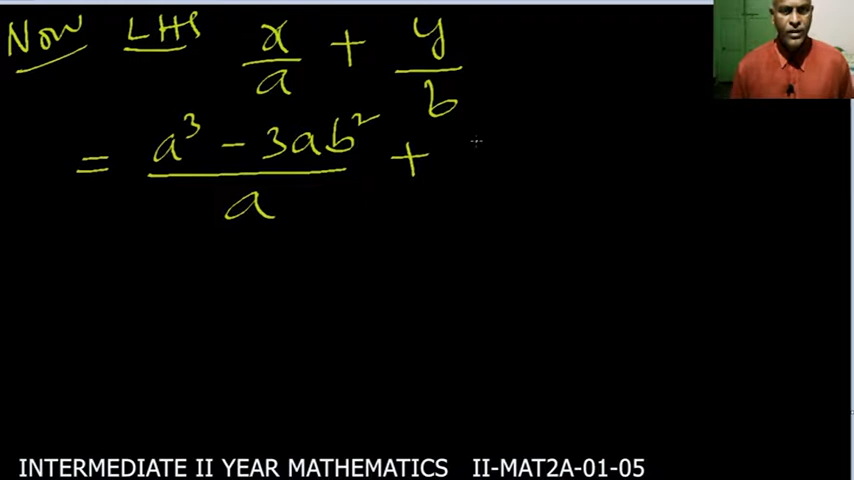 Now LHS x/a + y/b
= a³ - 3ab² / a +
INTERMEDIATE II YEAR MATHEMATICS II-MAT2A-01-05